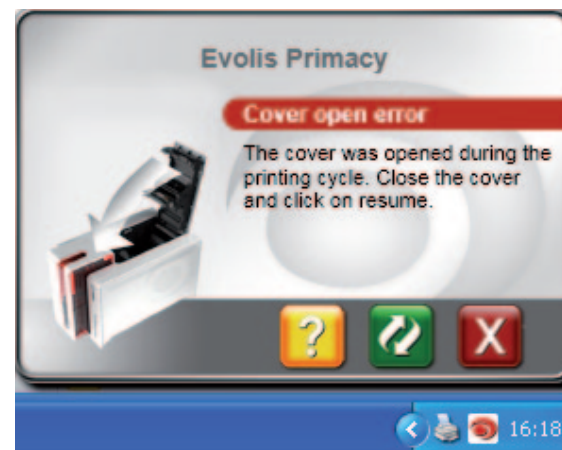 Evolis Primacy
Cover open error
The cover was opened during the
printing cycle. Close the cover
and click on resume.
?
X
16:18